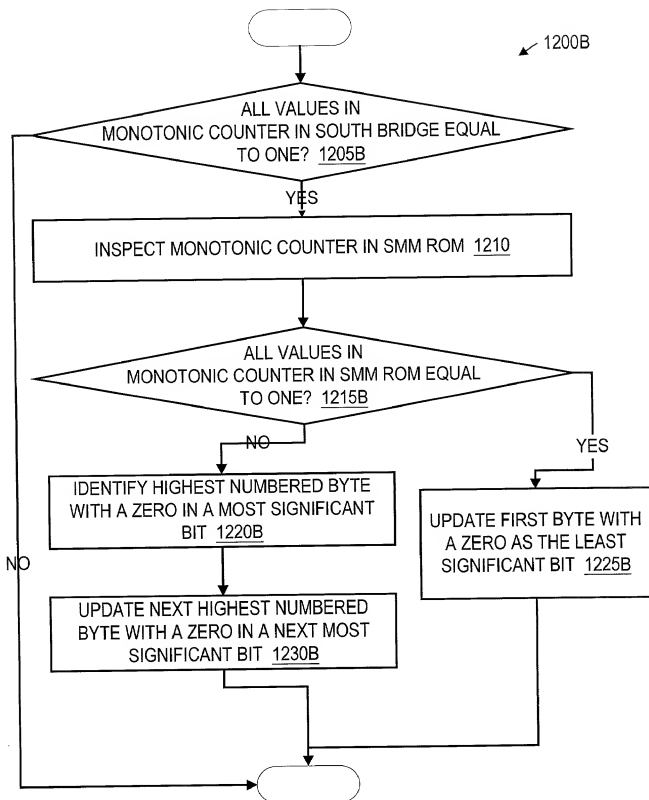 1200B
ALL VALUES IN
MONOTONIC COUNTER IN SOUTH BRIDGE EQUAL
TO ONE? 1205B
YES
INSPECT MONOTONIC COUNTER IN SMM ROM 1210
ALL VALUES IN
MONOTONIC COUNTER IN SMM ROM EQUAL
TO ONE? 1215B
NO
YES
IDENTIFY HIGHEST NUMBERED BYTE
WITH A ZERO IN A MOST SIGNIFICANT
BIT 1220B
UPDATE FIRST BYTE WITH
A ZERO AS THE LEAST
SIGNIFICANT BIT 1225B
NO
UPDATE NEXT HIGHEST NUMBERED
BYTE WITH A ZERO IN A NEXT MOST
SIGNIFICANT BIT 1230B